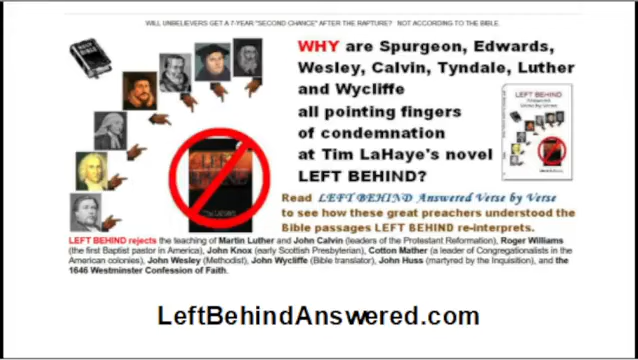 WILL UNBELIEVERS GET A 7-YEAR "SECOND CHANCE" AFTER THE RAPTURE? NOT ACCORDING TO THE BIBLE.
HOLY BIBLE
WHY are Spurgeon, Edwards,
Wesley, Calvin, Tyndale, Luther
and Wycliffe
all pointing fingers
of condemnation
at Tim LaHaye's novel
LEFT BEHIND?
LEFT BEHIND
Answered
Verse by Verse
Read LEFT BEHIND Answered Verse by Verse
to see how these great preachers understood the
Bible passages LEFT BEHIND re-interprets.
LEFT BEHIND rejects the teaching of Martin Luther and John Calvin (leaders of the Protestant Reformation), Roger Williams
(the first Baptist pastor in America), John Knox (early Scottish Presbyterian), Cotton Mather (a leader of Congregationalists in the
American colonies), John Wesley (Methodist), John Wycliffe (Bible translator), John Huss (martyred by the Inquisition), and the
1646 Westminster Confession of Faith.
LeftBehindAnswered.com